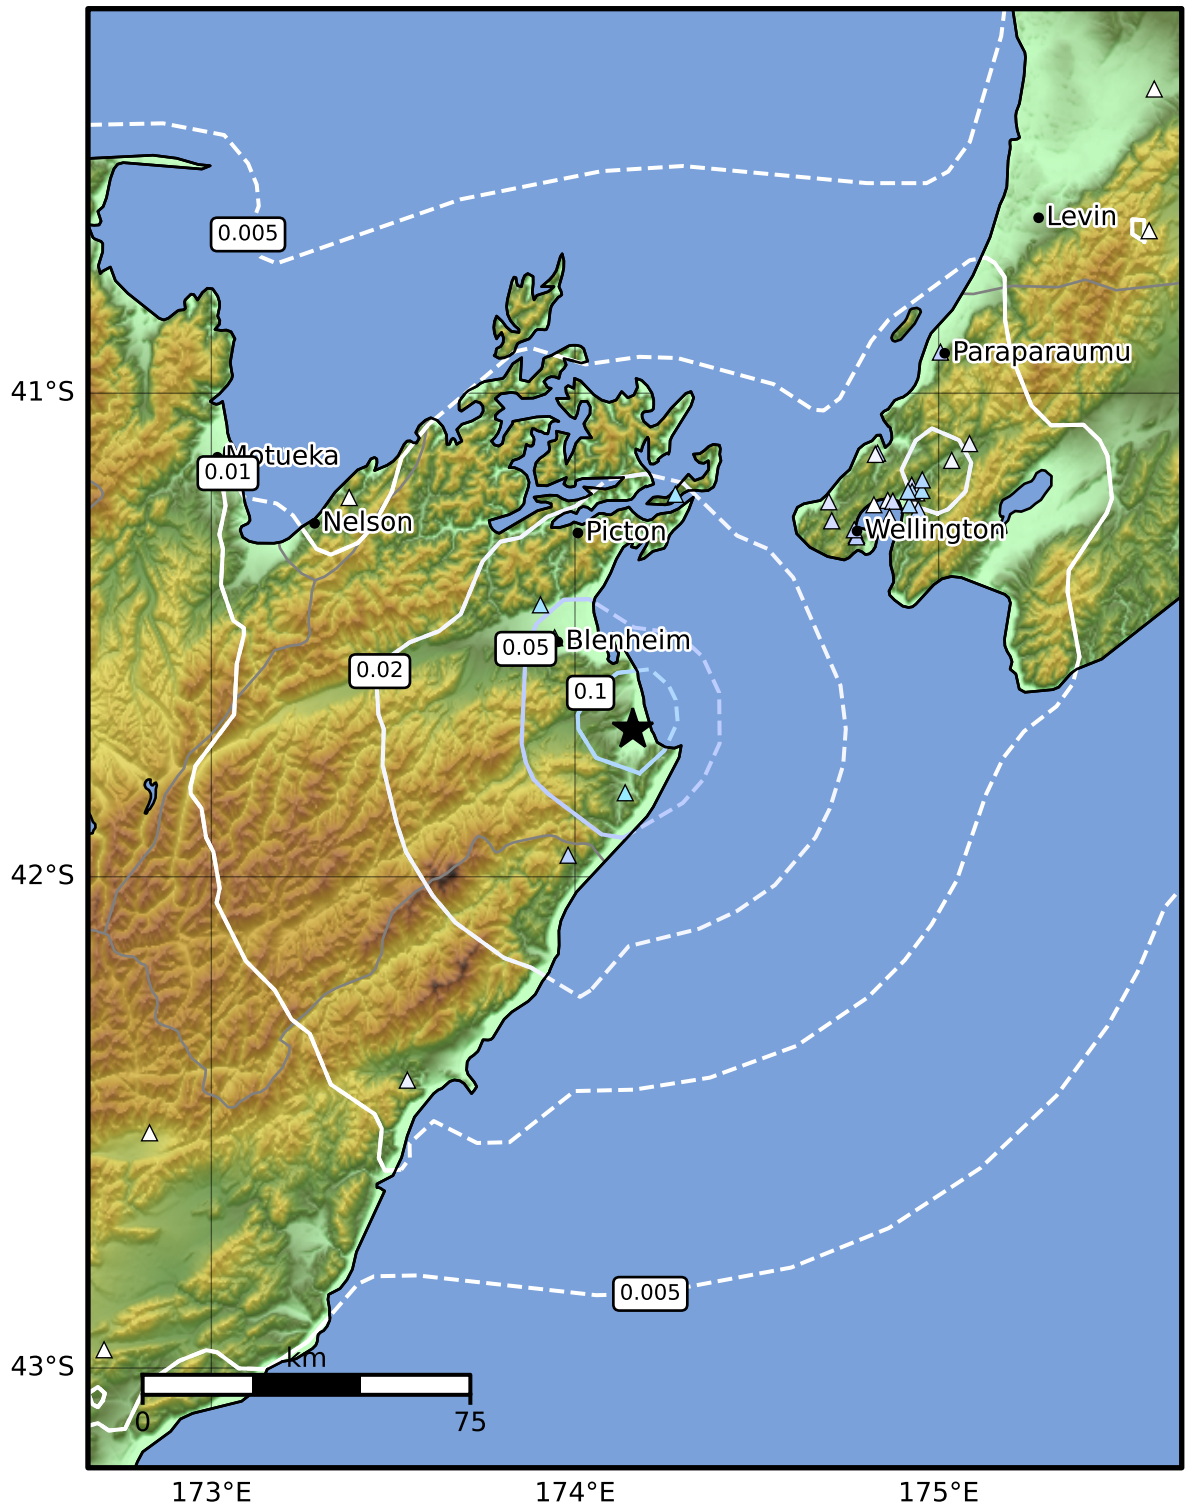 Levin
0.005
Paraparaumu
41°S
Motueka
0.01
Nelson
Picton
Wellington
Blenheim
0.05
0.02
0.1
42°S
0.005
km
43°S
0
75
173°E
174°E
175°E